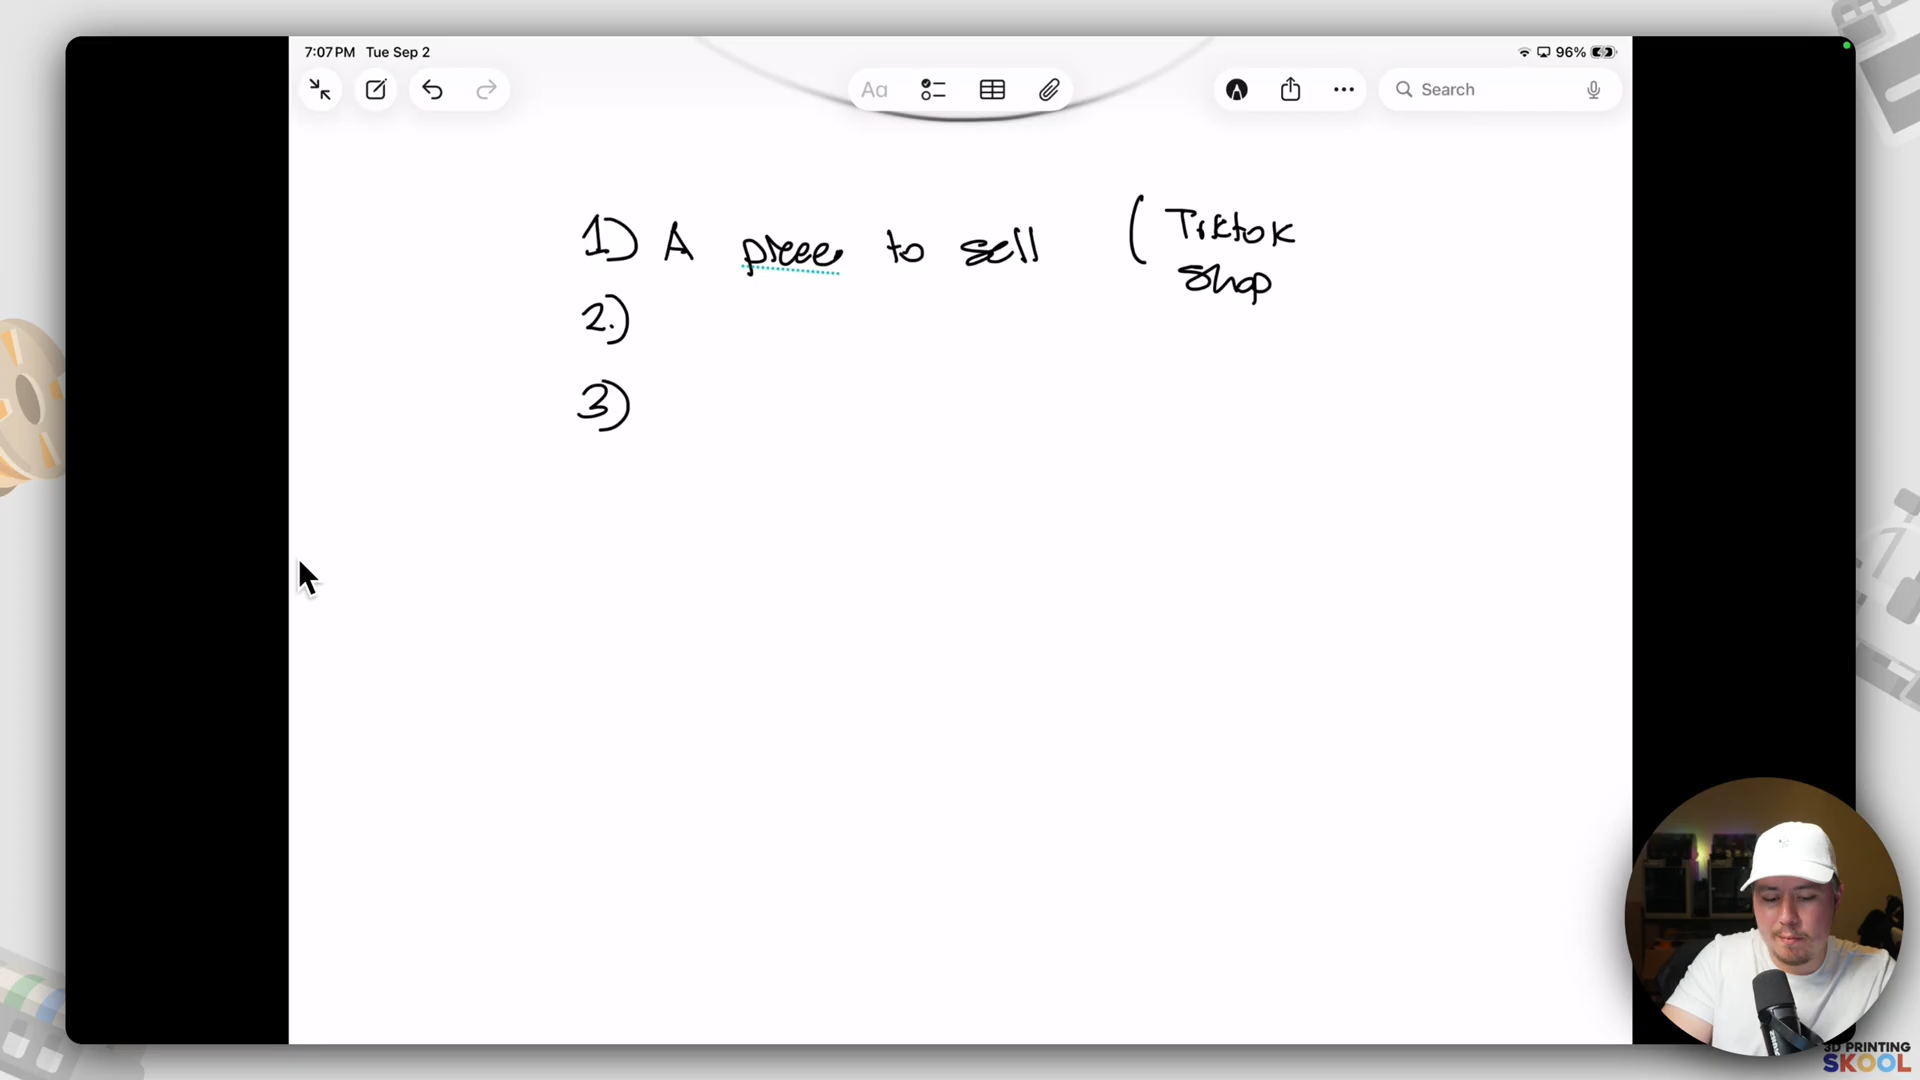 7:07 PM Tue Sep 2
96%
Aa
Search
1) A piece to sell (Tiktok
Shop
2.)
3)
3D PRINTING
SKOOL